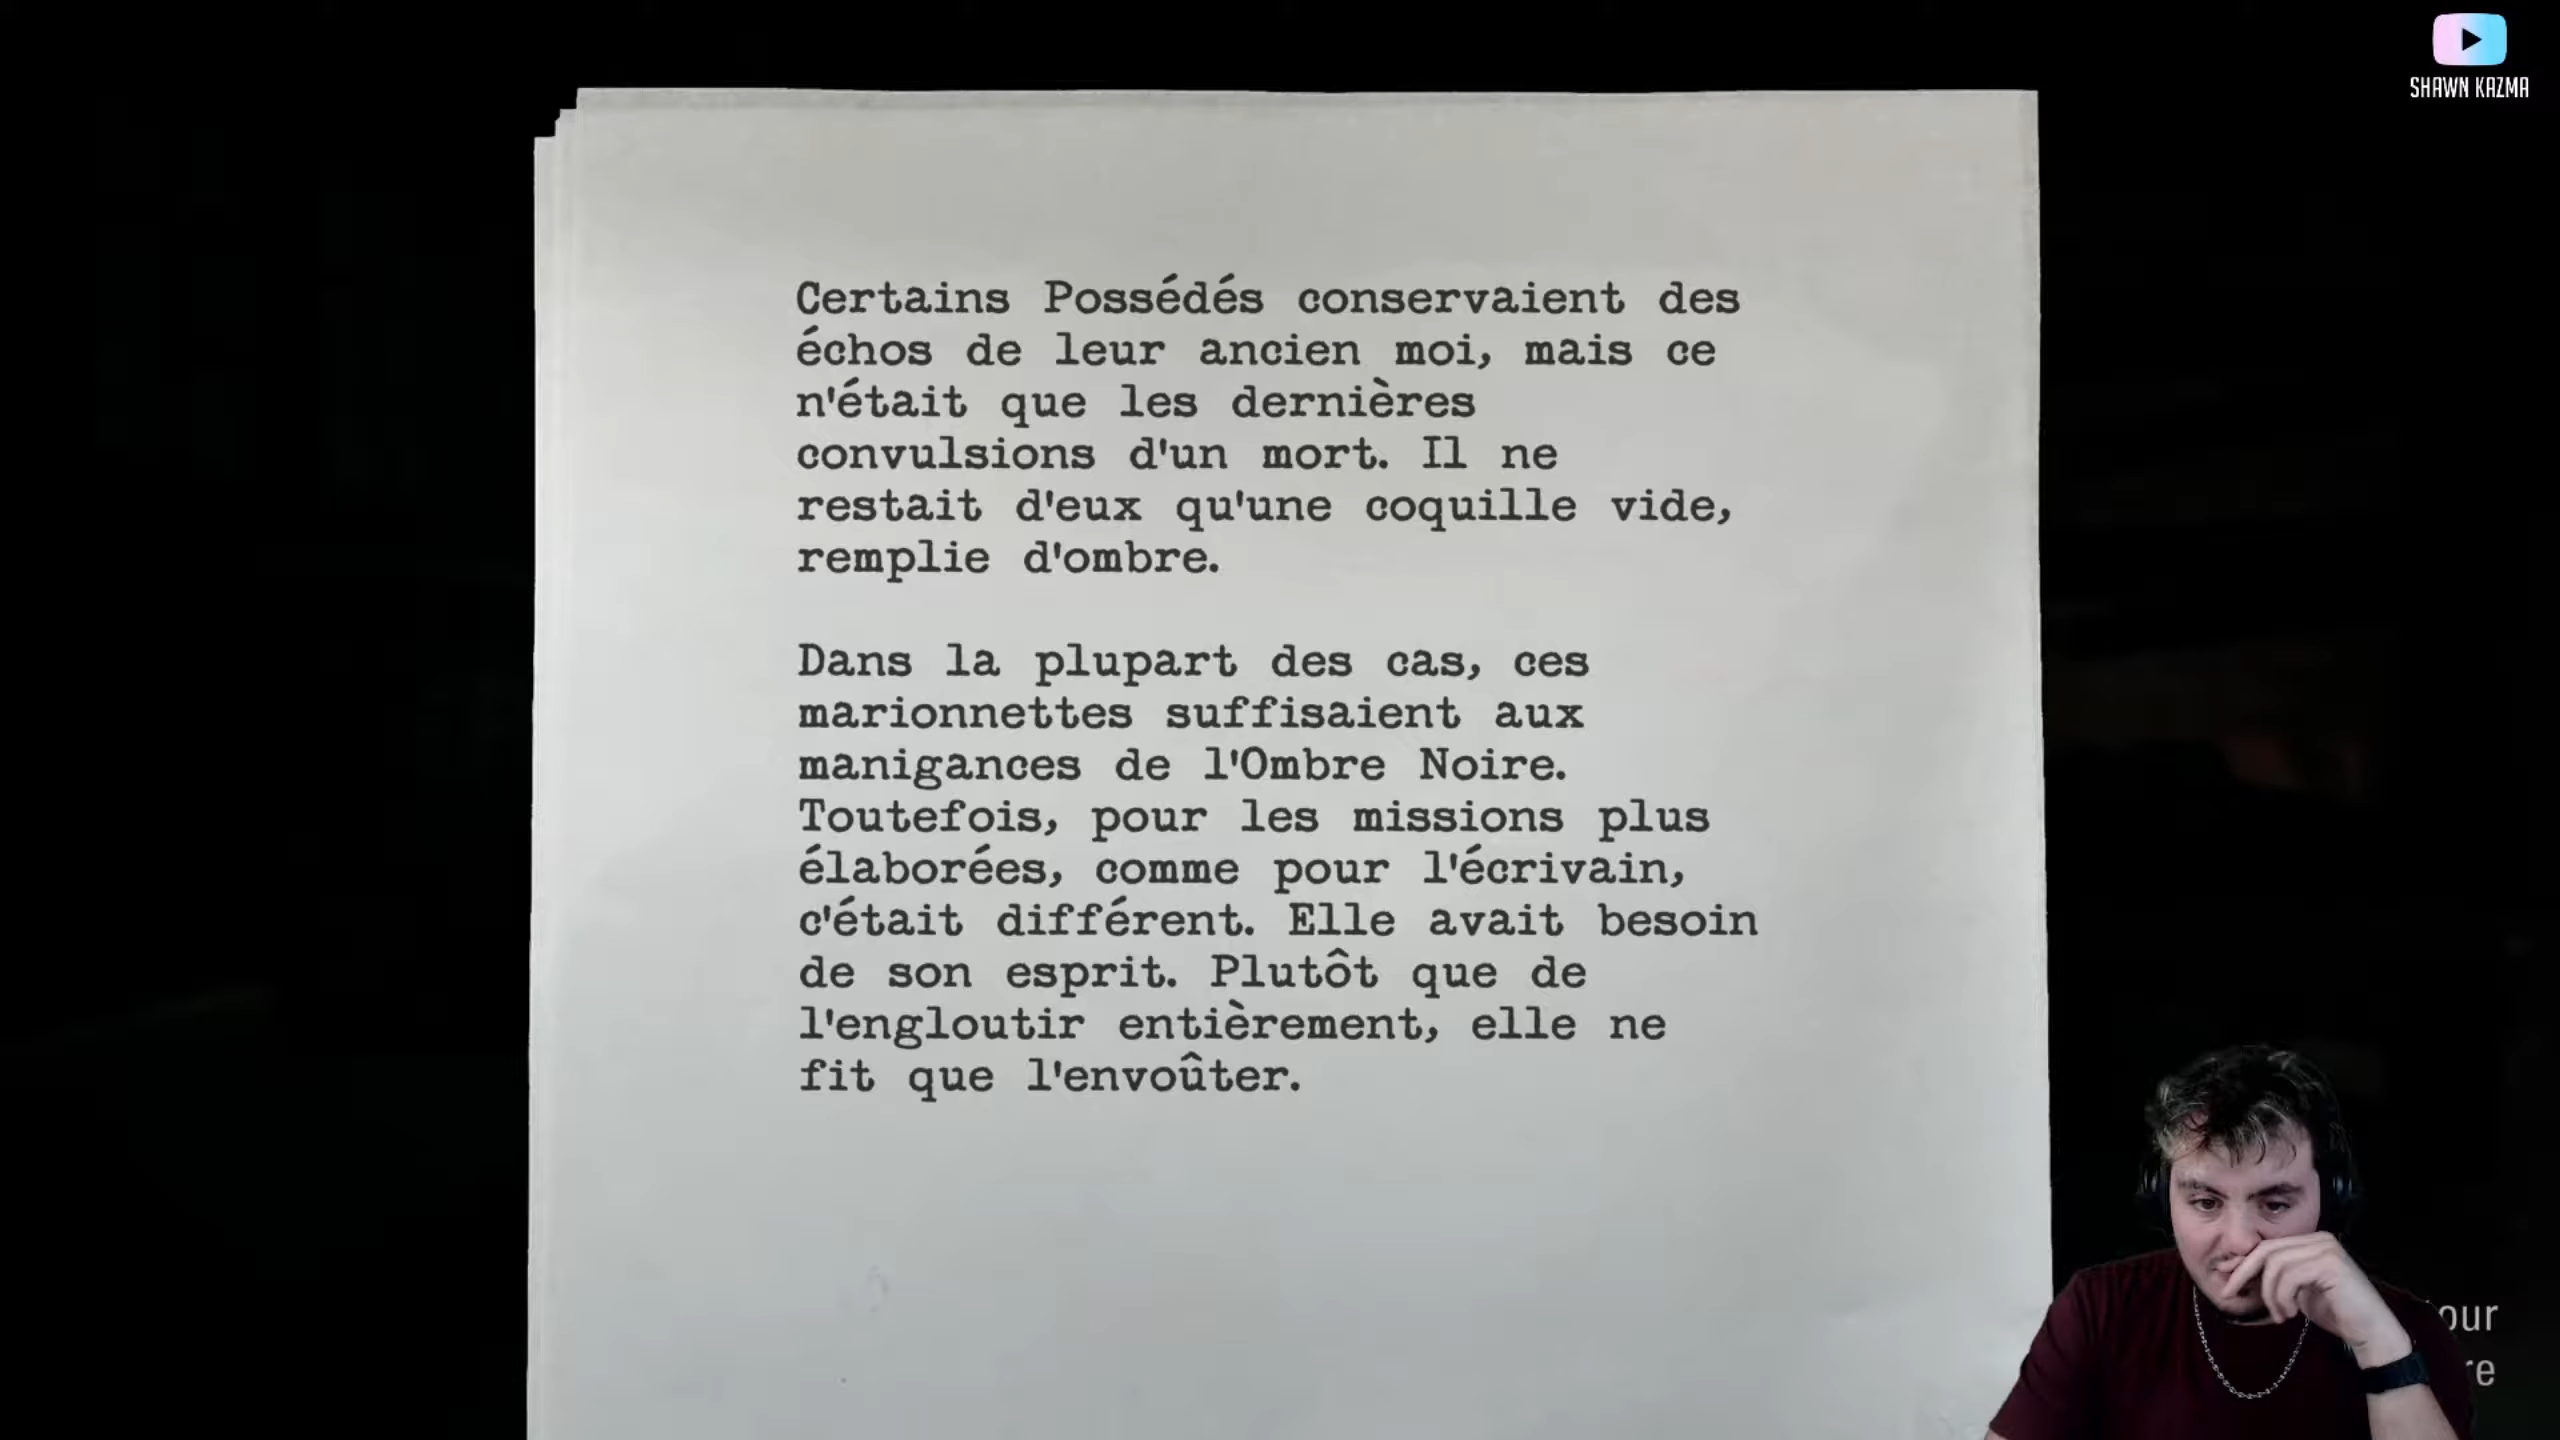 SHAWN KAZMA
Certains Possédés conservaient des
échos de leur ancien moi, mais ce
n'était que les dernières
convulsions d'un mort. Il ne
restait d'eux qu'une coquille vide,
remplie d'ombre.
Dans la plupart des cas, ces
marionnettes suffisaient aux
manigances de l'Ombre Noire.
Toutefois, pour les missions plus
élaborées, comme pour l'écrivain,
c'était différent. Elle avait besoin
de son esprit. Plutôt que de
l'engloutir entièrement, elle ne
fit que l'envoûter.